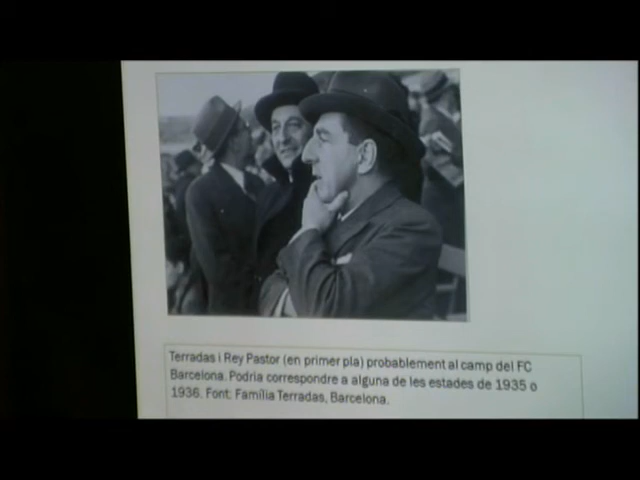 Terradas i Rey Pastor (en primer pla) probablement al camp del FC
Barcelona. Podria correspondre a alguna de les estades de 1935 o
1936. Font: Família Terradas, Barcelona.